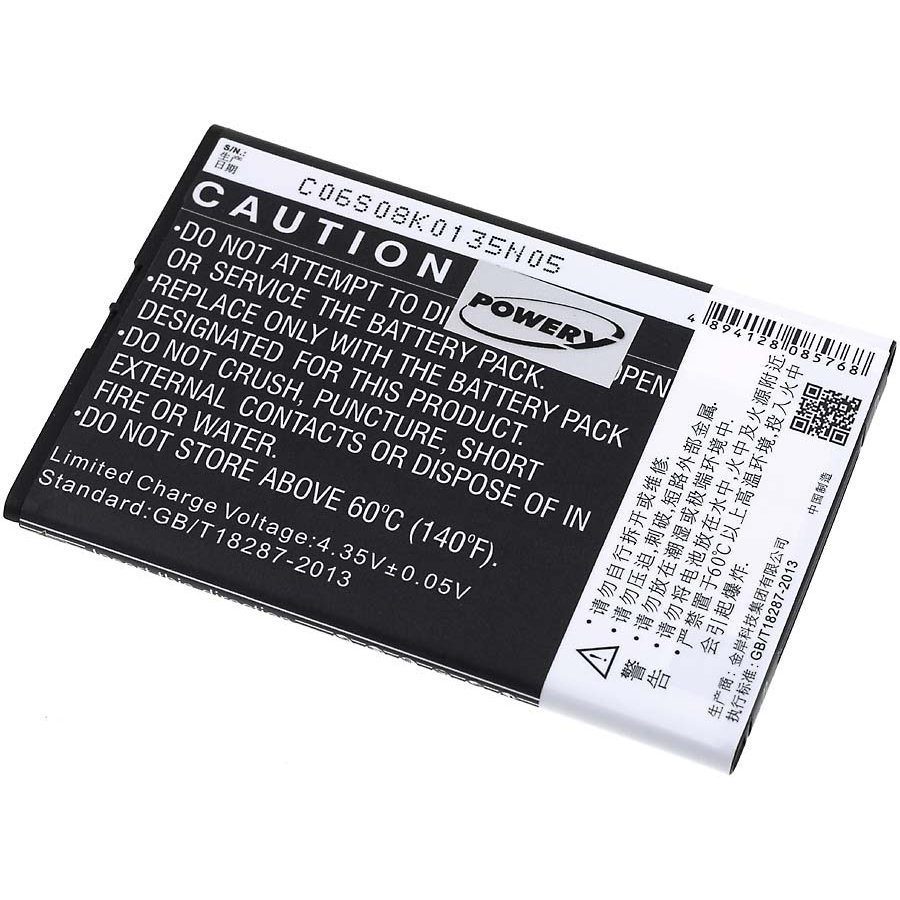 S/N.:
生产
日期
C06S08K0135N05
CAUTION
•DO NOT ATTEMPT TO DI OPEN
OR SERVICE THE BATTERY PACK.
•REPLACE ONLY WITH THE BATTERY PACK
DESIGNATED FOR THIS PRODUCT.
•DO NOT CRUSH, PUNCTURE, SHORT
EXTERNAL CONTACTS OR DISPOSE OF IN
FIRE OR WATER.
•DO NOT STORE ABOVE 60℃ (140℉).
Limited Charge Voltage:4.35V±0.05V
Standard:GB/T18287-2013
POWERY
4 894128 085768
警告
•请勿自行拆开或维修.
•请勿压迫,刺破,短路外部金属.
•请勿放在潮湿或极端环境中.
•请勿将电池放在水中,火中及火源附近.
•严禁放置于60℃以上高温环境,投入火中
会引起爆炸.
生产商: 金岸科技集团有限公司
执行标准: GB/T18287-2013
中国制造